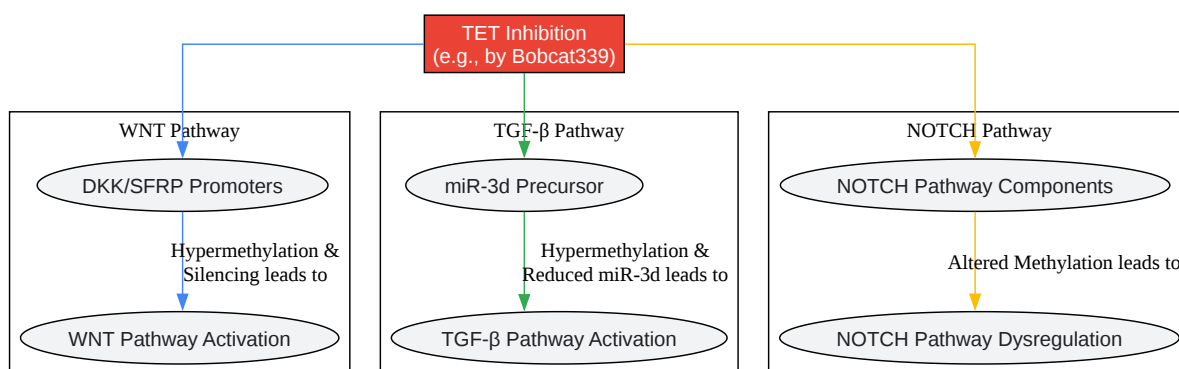 TET Inhibition
(e.g., by Bobcat339)
WNT Pathway
DKK/SFRP Promoters
Hypermethylation &
Silencing leads to
WNT Pathway Activation
TGF-β Pathway
miR-3d Precursor
Hypermethylation &
Reduced miR-3d leads to
TGF-β Pathway Activation
NOTCH Pathway
NOTCH Pathway Components
Altered Methylation leads to
NOTCH Pathway Dysregulation